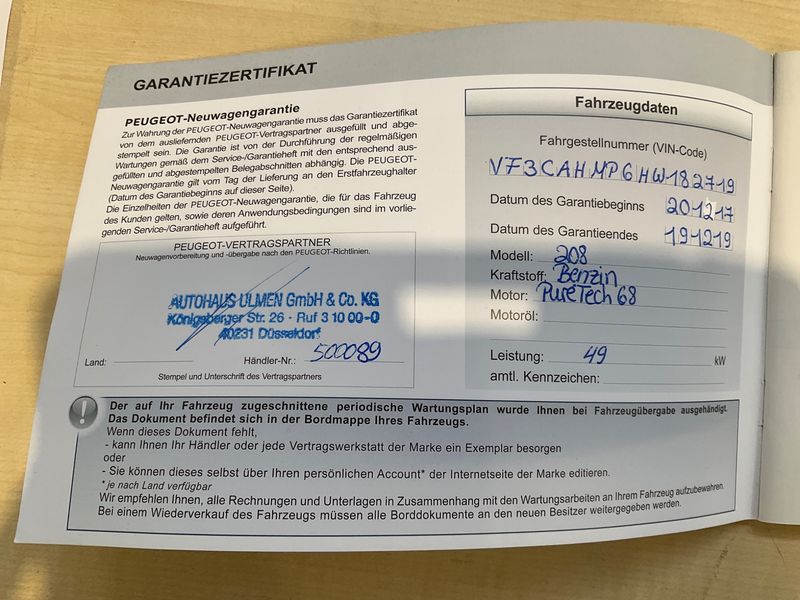 GARANTIEZERTIFIKAT
PEUGEOT-Neuwagengarantie
Zur Wahrung der PEUGEOT-Neuwagengarantie muss das Garantiezertifikat
von dem ausliefernden PEUGEOT-Vertragspartner ausgefüllt und abge-
stempelt sein. Die Garantie ist von der Durchführung der regelmäßigen
Wartungen gemäß dem Service-/Garantieheft mit den entsprechend aus-
gefüllten und abgestempelten Belegabschnitten abhängig. Die PEUGEOT-
Neuwagengarantie gilt vom Tag der Lieferung an den Erstfahrzeughalter
(Datum des Garantiebeginns auf dieser Seite).
Die Einzelheiten der PEUGEOT-Neuwagengarantie, die für das Fahrzeug
des Kunden gelten, sowie deren Anwendungsbedingungen sind im vorlie-
genden Service-/Garantieheft aufgeführt.
PEUGEOT-VERTRAGSPARTNER
Neuwagenvorbereitung und -übergabe nach den PEUGEOT-Richtlinien.
AUTOHAUS ULMEN GmbH & Co. KG
Königsberger Str. 26 - Ruf 3 10 00-0
40231 Düsseldorf
Land:
Händler-Nr.: 500089
Stempel und Unterschrift des Vertragspartners
Fahrzeugdaten
Fahrgestellnummer (VIN-Code)
VF3CAHMP6HW182719
Datum des Garantiebeginns 201217
Datum des Garantieendes 191219
Modell: 208
Kraftstoff: Benzin
Motor: PureTech 68
Motoröl:
Leistung: 49 kW
amtl. Kennzeichen:
Der auf Ihr Fahrzeug zugeschnittene periodische Wartungsplan wurde Ihnen bei Fahrzeugübergabe ausgehändigt.
Das Dokument befindet sich in der Bordmappe Ihres Fahrzeugs.
Wenn dieses Dokument fehlt,
- kann Ihnen Ihr Händler oder jede Vertragswerkstatt der Marke ein Exemplar besorgen
oder
- Sie können dieses selbst über Ihren persönlichen Account* der Internetseite der Marke editieren.
* je nach Land verfügbar
Wir empfehlen Ihnen, alle Rechnungen und Unterlagen in Zusammenhang mit den Wartungsarbeiten an Ihrem Fahrzeug aufzubewahren.
Bei einem Wiederverkauf des Fahrzeugs müssen alle Borddokumente an den neuen Besitzer weitergegeben werden.